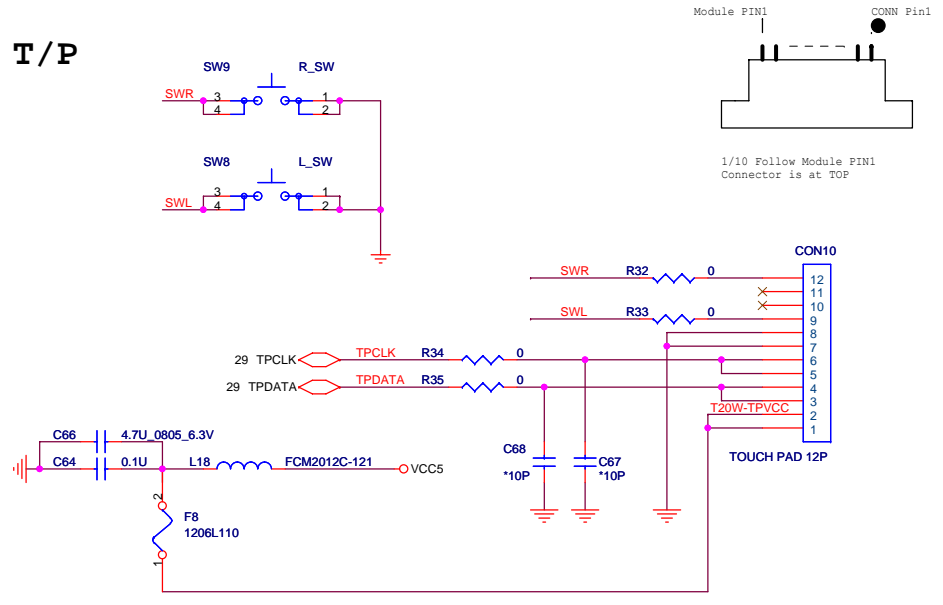 Module PIN1
CONN Pin1
T/P
SW9
R_SW
SWR
3
4
1
2
SW8
L_SW
SWL
3
4
1
2
1/10 Follow Module PIN1
Connector is at TOP
CON10
SWR
R32
0
12
11
10
SWL
R33
0
9
8
7
29 TPCLK
TPCLK
R34
0
6
5
29 TPDATA
TPDATA
R35
0
4
3
T20W-TPVCC
2
1
TOUCH PAD 12P
C66
4.7U_0805_6.3V
C64
0.1U
L18
FCM2012C-121
VCC5
C68
*10P
C67
*10P
2
F8
1206L110
1